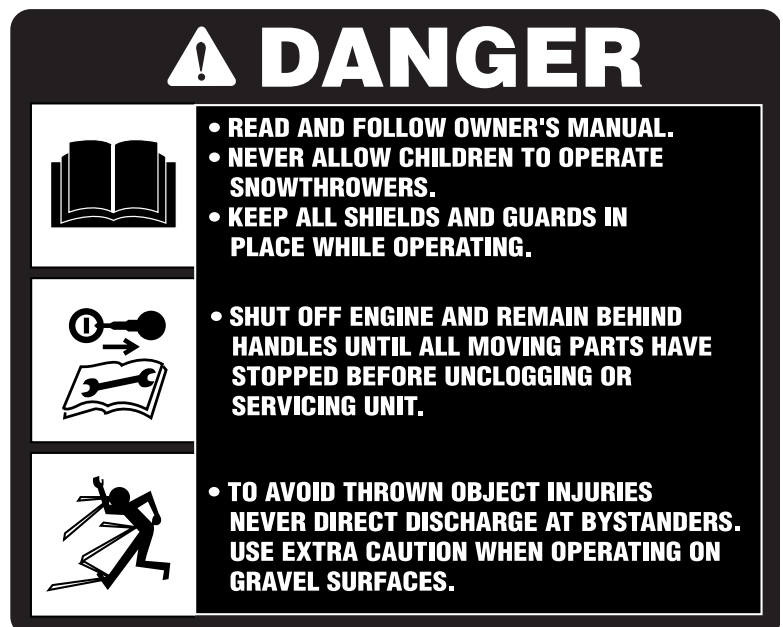 DANGER
• READ AND FOLLOW OWNER'S MANUAL.
• NEVER ALLOW CHILDREN TO OPERATE
SNOWTHROWERS.
• KEEP ALL SHIELDS AND GUARDS IN
PLACE WHILE OPERATING.
• SHUT OFF ENGINE AND REMAIN BEHIND
HANDLES UNTIL ALL MOVING PARTS HAVE
STOPPED BEFORE UNCLOGGING OR
SERVICING UNIT.
• TO AVOID THROWN OBJECT INJURIES
NEVER DIRECT DISCHARGE AT BYSTANDERS.
USE EXTRA CAUTION WHEN OPERATING ON
GRAVEL SURFACES.